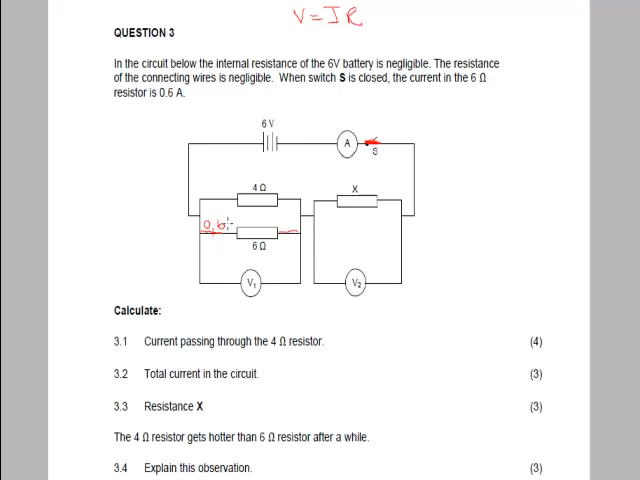 V = I R
QUESTION 3
In the circuit below the internal resistance of the 6V battery is negligible. The resistance
of the connecting wires is negligible. When switch S is closed, the current in the 6 Ω
resistor is 0.6 A.
6 V
A
S
4 Ω
X
0,6
6 Ω
V1
V2
Calculate:
3.1 Current passing through the 4 Ω resistor. (4)
3.2 Total current in the circuit. (3)
3.3 Resistance X (3)
The 4 Ω resistor gets hotter than 6 Ω resistor after a while.
3.4 Explain this observation. (3)